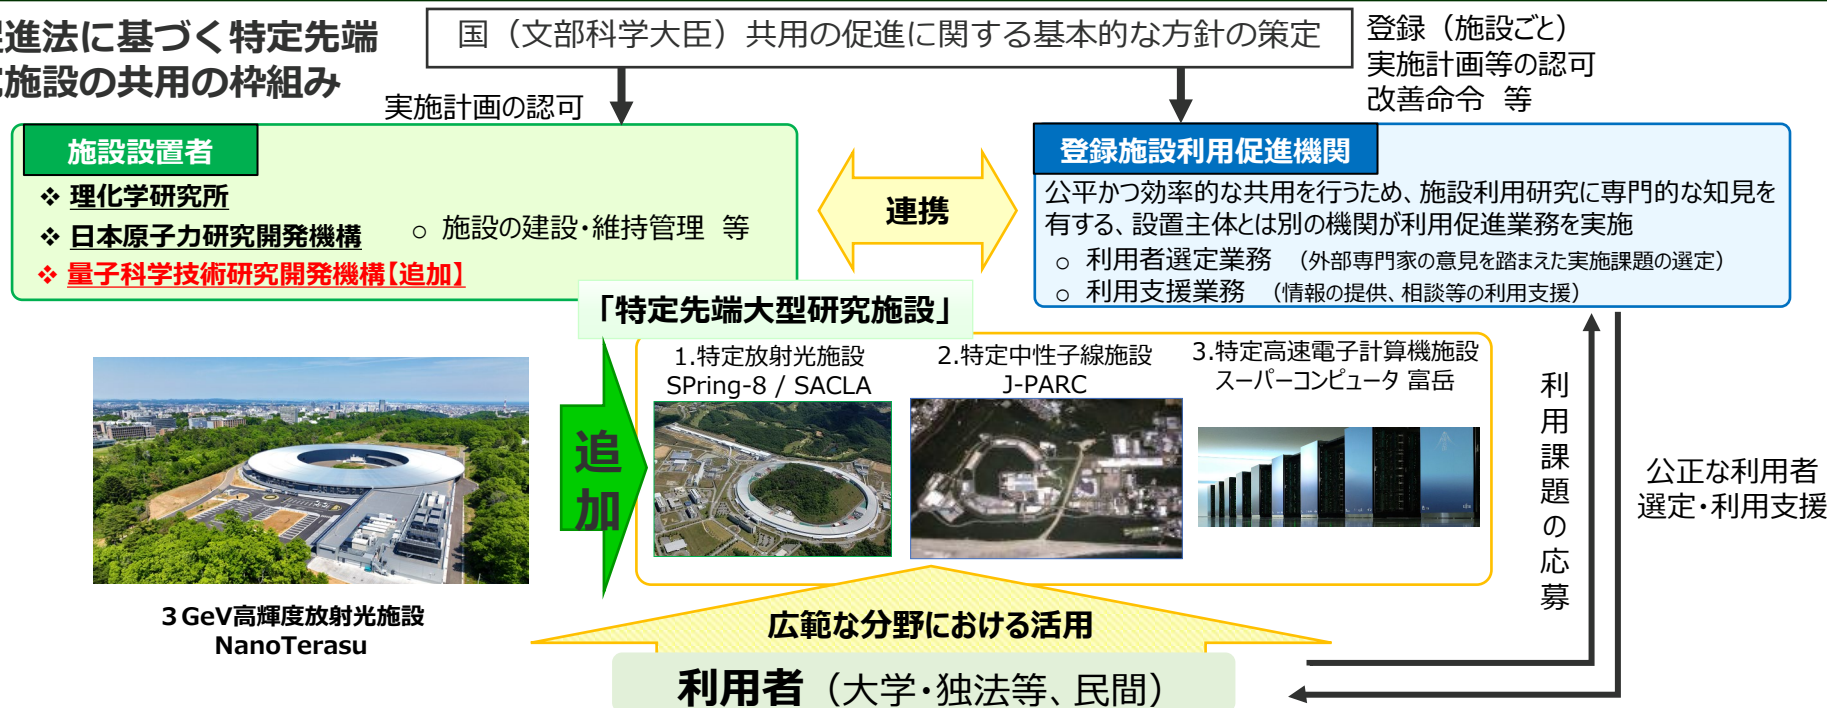 促進法に基づく特定先端
施設の共用の枠組み
国（文部科学大臣）共用の促進に関する基本的な方針の策定
登録（施設ごと）
実施計画等の認可
改善命令 等
実施計画の認可
施設設置者
❖ 理化学研究所
❖ 日本原子力研究開発機構
○ 施設の建設・維持管理 等
❖ 量子科学技術研究開発機構【追加】
連携
登録施設利用促進機関
公平かつ効率的な共用を行うため、施設利用研究に専門的な知見を
有する、設置主体とは別の機関が利用促進業務を実施
○ 利用者選定業務 （外部専門家の意見を踏まえた実施課題の選定）
○ 利用支援業務 （情報の提供、相談等の利用支援）
「特定先端大型研究施設」
1.特定放射光施設
SPring-8 / SACLA
2.特定中性子線施設
J-PARC
3.特定高速電子計算機施設
スーパーコンピュータ 富岳
追加
3 GeV高輝度放射光施設
NanoTerasu
利用課題の応募
公正な利用者
選定・利用支援
広範な分野における活用
利用者（大学・独法等、民間）